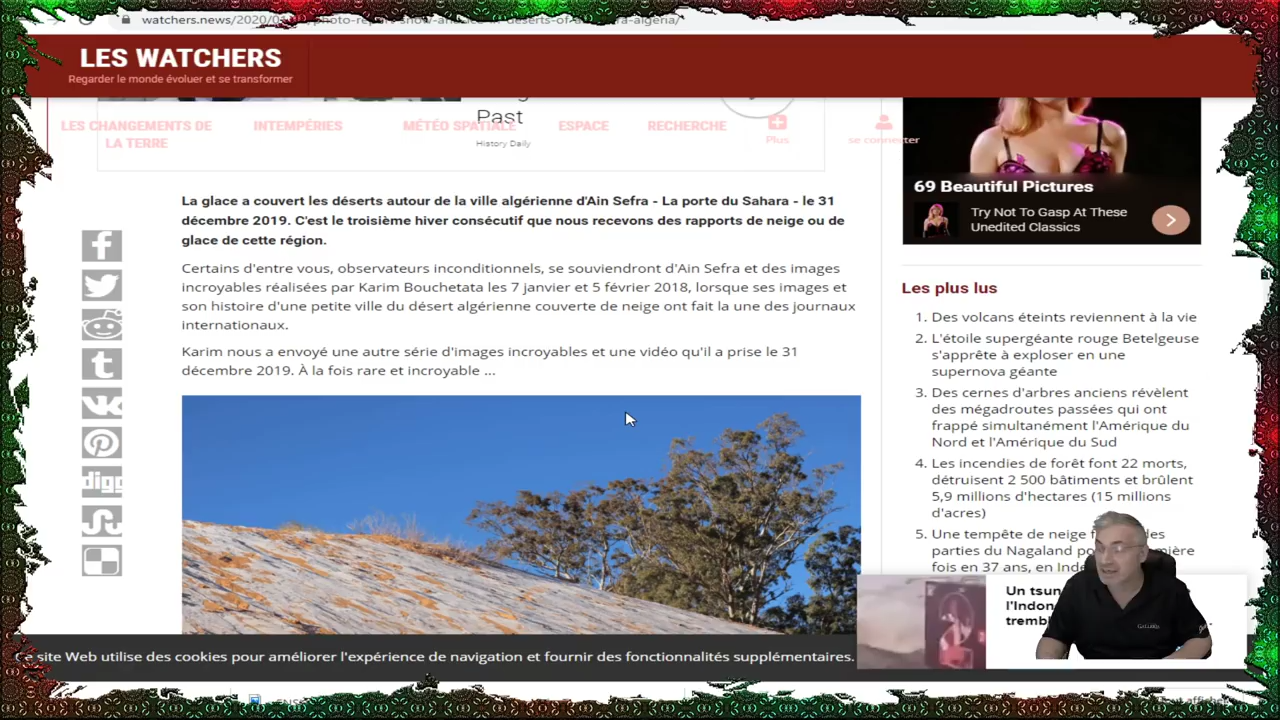 watchers.news/2020/
LES WATCHERS
Regarder le monde évoluer et se transformer
Past
History Daily
LES CHANGEMENTS DE LA TERRE
INTEMPÉRIES
MÉTÉO SPATIALE
ESPACE
RECHERCHE
Plus
se connecter
La glace a couvert les déserts autour de la ville algérienne d'Ain Sefra - La porte du Sahara - le 31
décembre 2019. C'est le troisième hiver consécutif que nous recevons des rapports de neige ou de
glace de cette région.
Certains d'entre vous, observateurs inconditionnels, se souviendront d'Ain Sefra et des images
incroyables réalisées par Karim Bouchetata les 7 janvier et 5 février 2018, lorsque ses images et
son histoire d'une petite ville du désert algérienne couverte de neige ont fait la une des journaux
internationaux.
Karim nous a envoyé une autre série d'images incroyables et une vidéo qu'il a prise le 31
décembre 2019. À la fois rare et incroyable ...
digg
69 Beautiful Pictures
Try Not To Gasp At These
Unedited Classics
Les plus lus
1. Des volcans éteints reviennent à la vie
2. L'étoile supergéante rouge Betelgeuse
s'apprête à exploser en une
supernova géante
3. Des cernes d'arbres anciens révèlent
des mégadroutes passées qui ont
frappé simultanément l'Amérique du
Nord et l'Amérique du Sud
4. Les incendies de forêt font 22 morts,
détruisent 2 500 bâtiments et brûlent
5,9 millions d'hectares (15 millions
d'acres)
5. Une tempête de neige
parties du Nagaland
fois en 37 ans, en
Un
site Web utilise des cookies pour améliorer l'expérience de navigation et fournir des fonctionnalités supplémentaires.